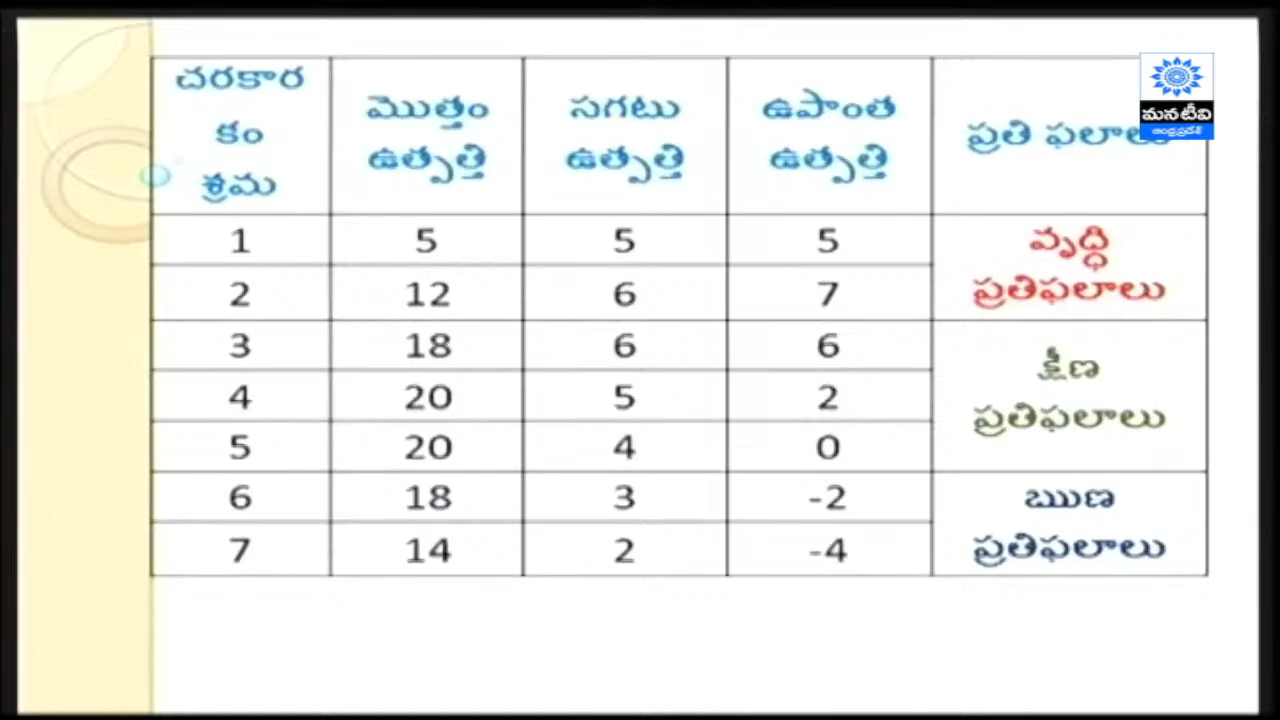 చరకార
కం
శ్రమ
మొత్తం
ఉత్పత్తి
సగటు
ఉత్పత్తి
ఉపాంత
ఉత్పత్తి
ప్రతి ఫలాలు
మనటీవి
ఆంధ్రప్రదేశ్
1 5 5 5
వృద్ధి
ప్రతిఫలాలు
2 12 6 7
3 18 6 6
క్షీణ
ప్రతిఫలాలు
4 20 5 2
5 20 4 0
6 18 3 -2
ఋణ
ప్రతిఫలాలు
7 14 2 -4